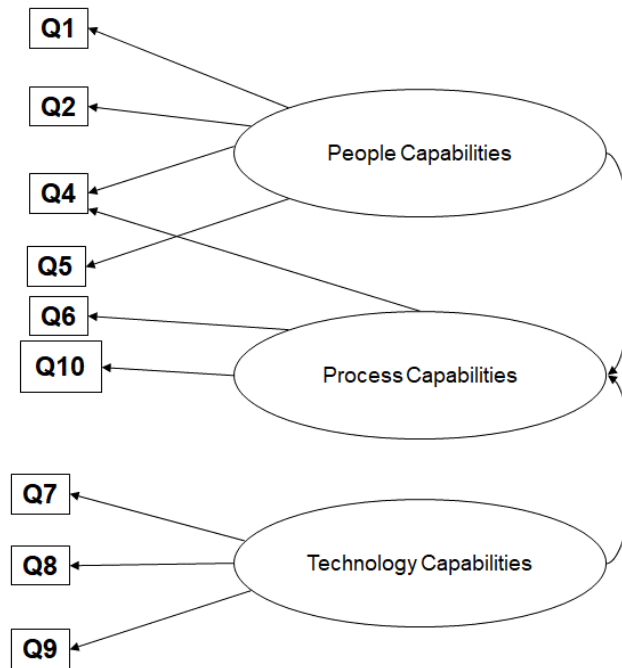 Q1
Q2
People Capabilities
Q4
Q5
Q6
Q10
Process Capabilities
Q7
Q8
Technology Capabilities
Q9